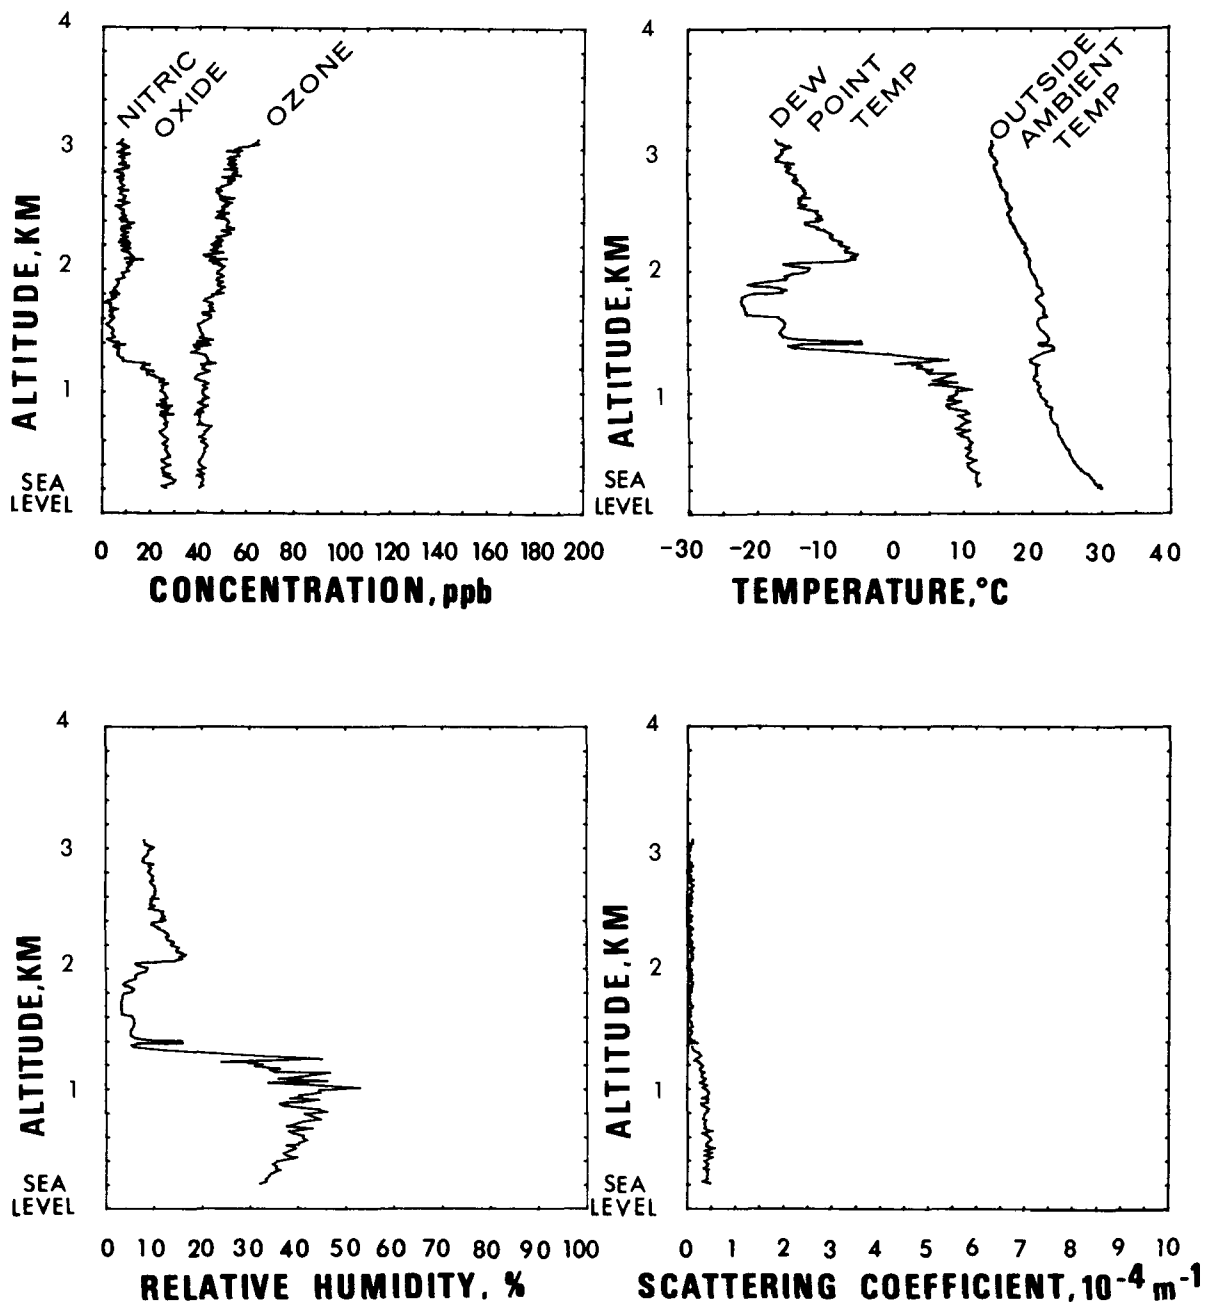 4
NITRIC
OXIDE
OZONE
3
2
1
SEA
LEVEL
ALTITUDE,KM
0 20 40 60 80 100 120 140 160 180 200
CONCENTRATION, ppb
4
DEW
POINT
TEMP
OUTSIDE
AMBIENT
TEMP
3
2
1
SEA
LEVEL
ALTITUDE,KM
-30 -20 -10 0 10 20 30 40
TEMPERATURE,°C
4
3
2
1
SEA
LEVEL
ALTITUDE,KM
0 10 20 30 40 50 60 70 80 90 100
RELATIVE HUMIDITY, %
4
3
2
1
SEA
LEVEL
ALTITUDE,KM
0 1 2 3 4 5 6 7 8 9 10
SCATTERING COEFFICIENT, 10⁻⁴ m⁻¹